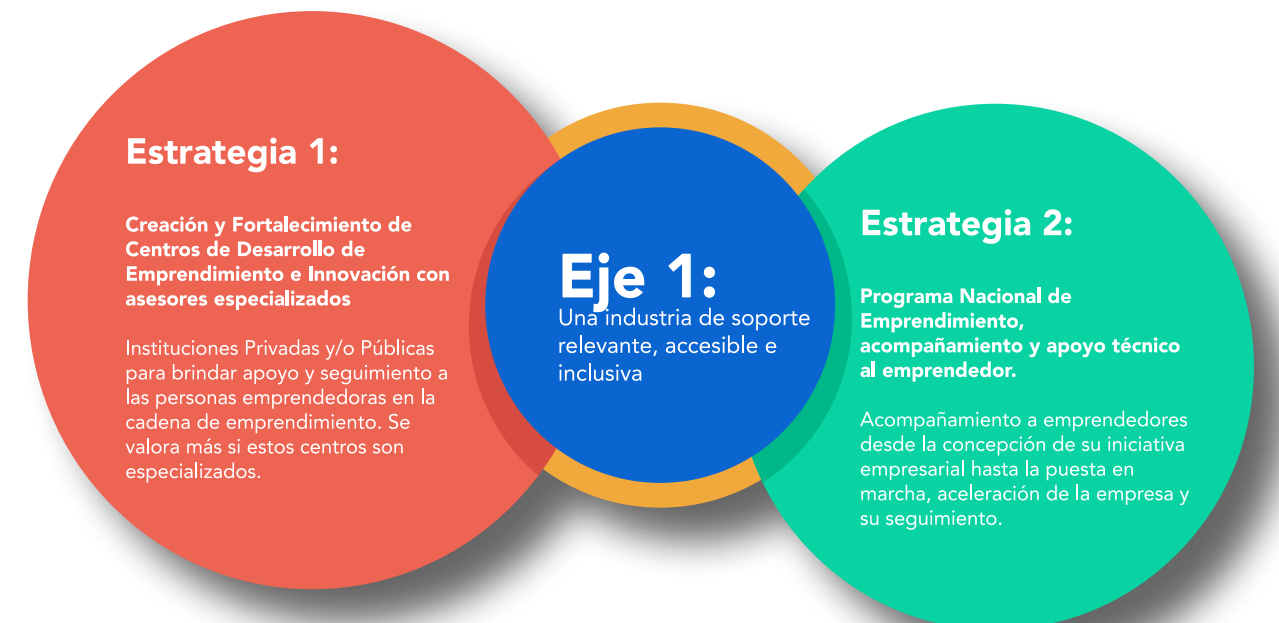 Estrategia 1:
Creación y Fortalecimiento de
Centros de Desarrollo de
Emprendimiento e Innovación con
asesores especializados
Instituciones Privadas y/o Públicas
para brindar apoyo y seguimiento a
las personas emprendedoras en la
cadena de emprendimiento. Se
valora más si estos centros son
especializados.
Eje 1:
Una industria de soporte
relevante, accesible e
inclusiva
Estrategia 2:
Programa Nacional de
Emprendimiento,
acompañamiento y apoyo técnico
al emprendedor.
Acompañamiento a emprendedores
desde la concepción de su iniciativa
empresarial hasta la puesta en
marcha, aceleración de la empresa y
su seguimiento.